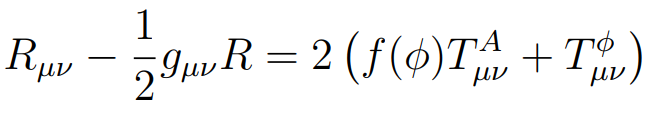 R_{\mu\nu} - \frac{1}{2} g_{\mu\nu} R = 2 \left( f(\phi) T^{A}_{\mu\nu} + T^{\phi}_{\mu\nu} \right)